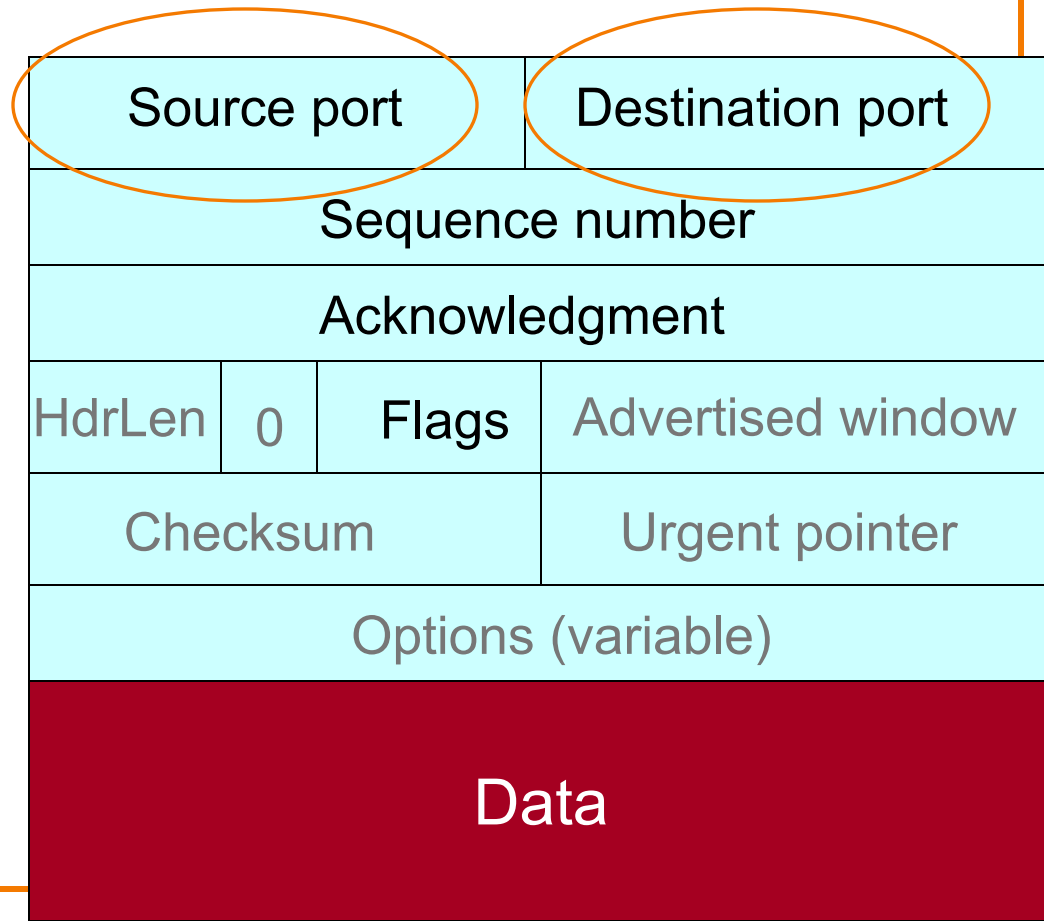 Source port Destination port
Sequence number
Acknowledgment
HdrLen 0 Flags Advertised window
Checksum Urgent pointer
Options (variable)
Data